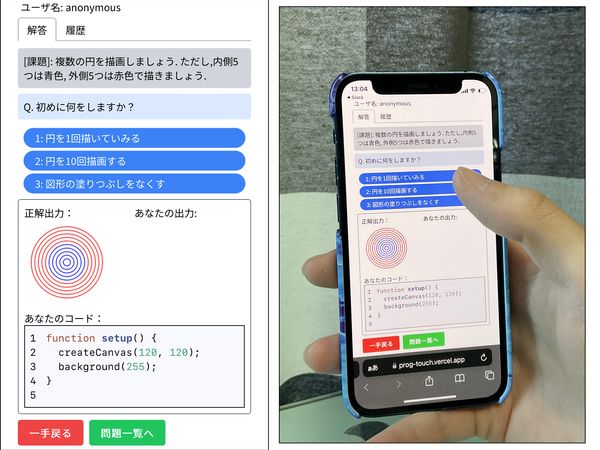 ユーザ名: anonymous
解答 履歴
[課題]: 複数の円を描画しましょう. ただし,内側5
つは青色, 外側5つは赤色で描きましょう.
Q. 初めに何をしますか？
1: 円を1回描いていみる
2: 円を10回描画する
3: 図形の塗りつぶしをなくす
正解出力： あなたの出力:
あなたのコード：
1 function setup() {
2 createCanvas(120, 120);
3 background(255);
4 }
5
一手戻る 問題一覧へ
13:04
Slack
ユーザ名: anonymous
解答 履歴
[課題]: 複数の円を描画しましょう. ただし,内側5
つは青色, 外側5つは赤色で描きましょう.
Q. 初めに何をしますか？
1: 円を1回描いていみる
2: 円を10回描画する
3: 図形の塗りつぶしをなくす
正解出力： あなたの出力:
あなたのコード：
1 function setup() {
2 createCanvas(120, 120);
3 background(255);
4 }
5
一手戻る 問題一覧へ
ぁあ prog-touch.vercel.app